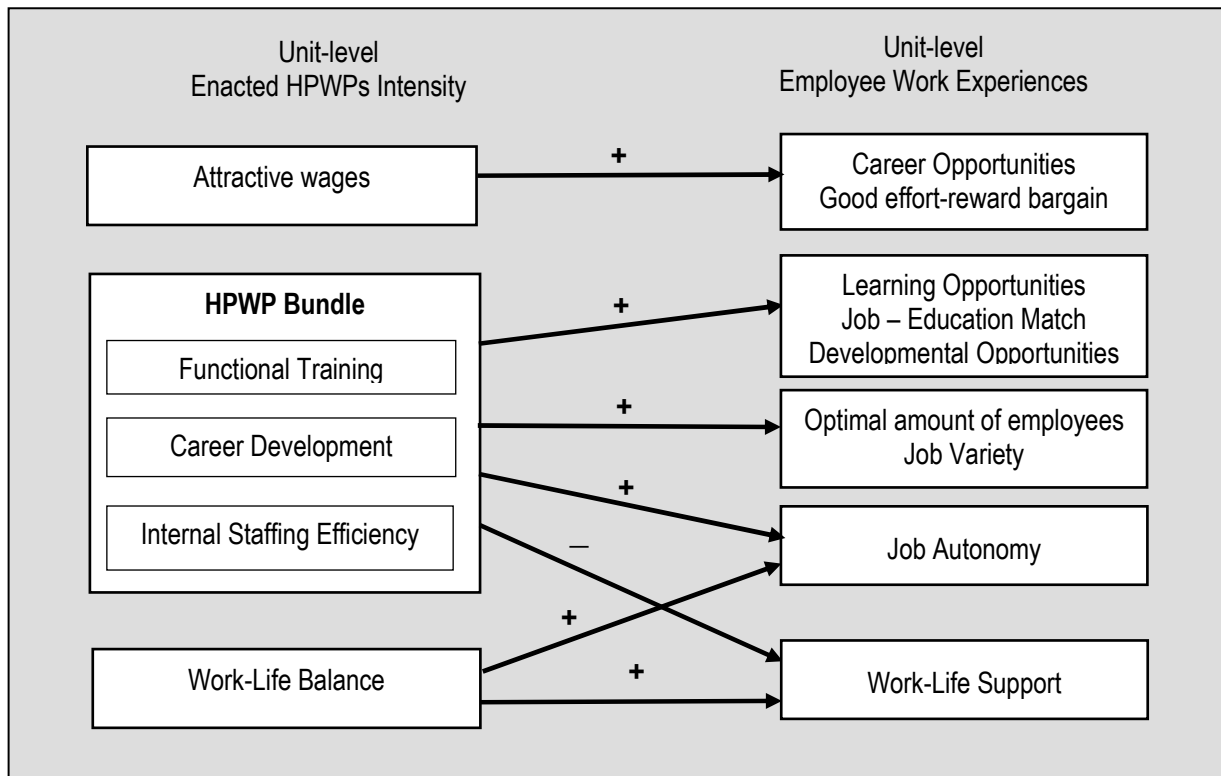 Unit-level
Enacted HPWPs Intensity
Unit-level
Employee Work Experiences
Attractive wages
+
Career Opportunities
Good effort-reward bargain
HPWP Bundle
Functional Training
Career Development
Internal Staffing Efficiency
+
Learning Opportunities
Job – Education Match
Developmental Opportunities
+
Optimal amount of employees
Job Variety
+
Job Autonomy
–
+
Work-Life Balance
+
Work-Life Support